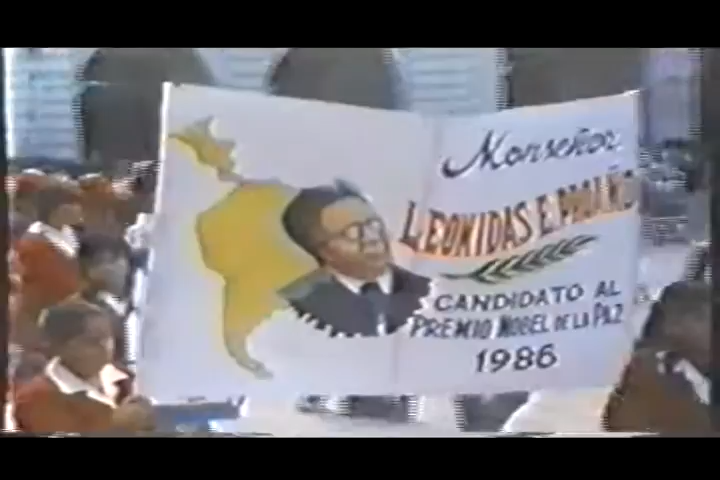 Monseñor
LEONIDAS E. PROAÑO
CANDIDATO AL
PREMIO NOBEL DE LA PAZ
1986